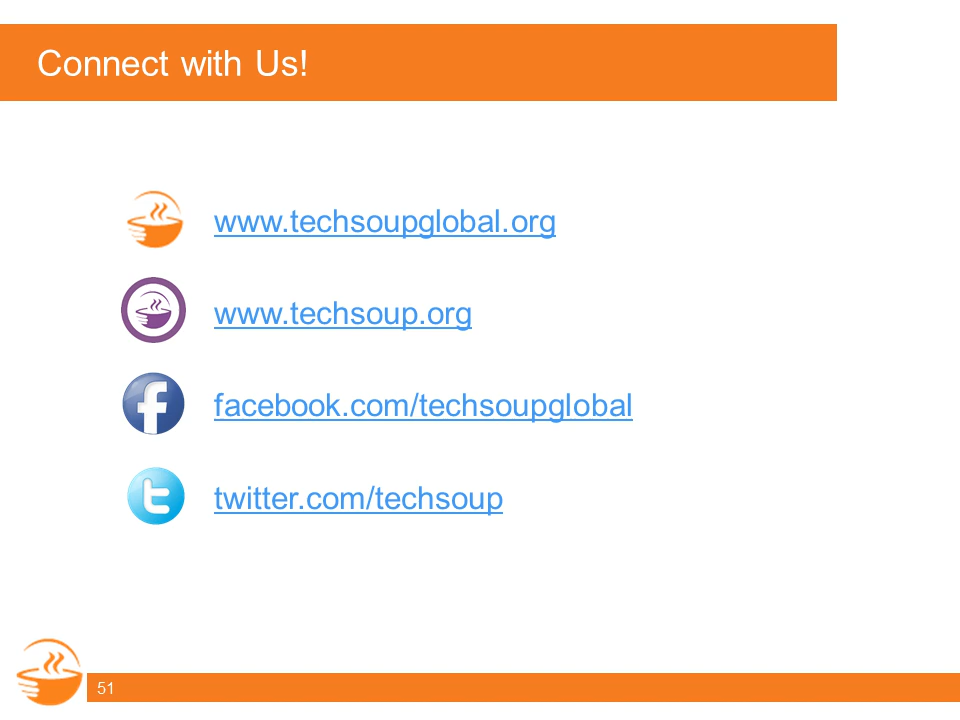 Connect with Us!
www.techsoupglobal.org
www.techsoup.org
facebook.com/techsoupglobal
twitter.com/techsoup
51